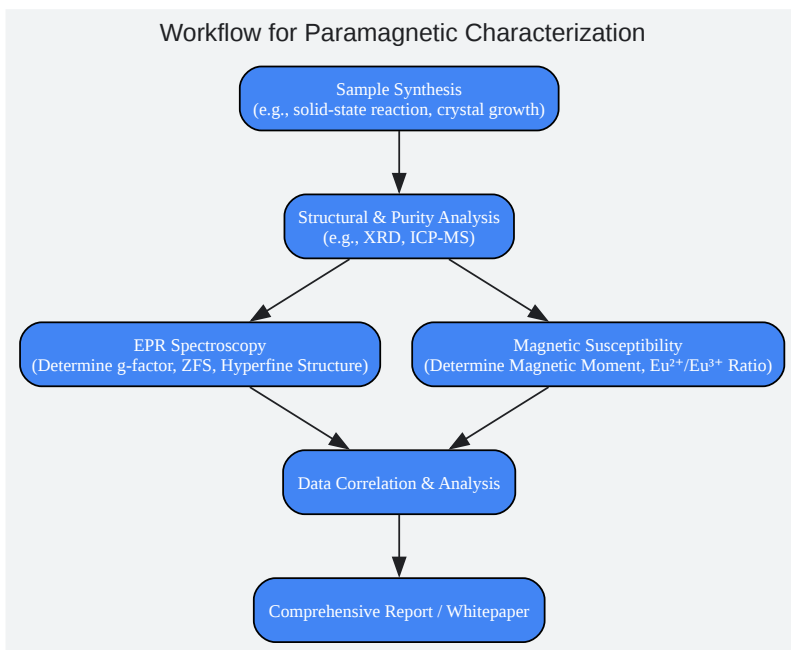 Workflow for Paramagnetic Characterization
Sample Synthesis
(e.g., solid-state reaction, crystal growth)
Structural & Purity Analysis
(e.g., XRD, ICP-MS)
EPR Spectroscopy
(Determine g-factor, ZFS, Hyperfine Structure)
Magnetic Susceptibility
(Determine Magnetic Moment, Eu²⁺/Eu³⁺ Ratio)
Data Correlation & Analysis
Comprehensive Report / Whitepaper